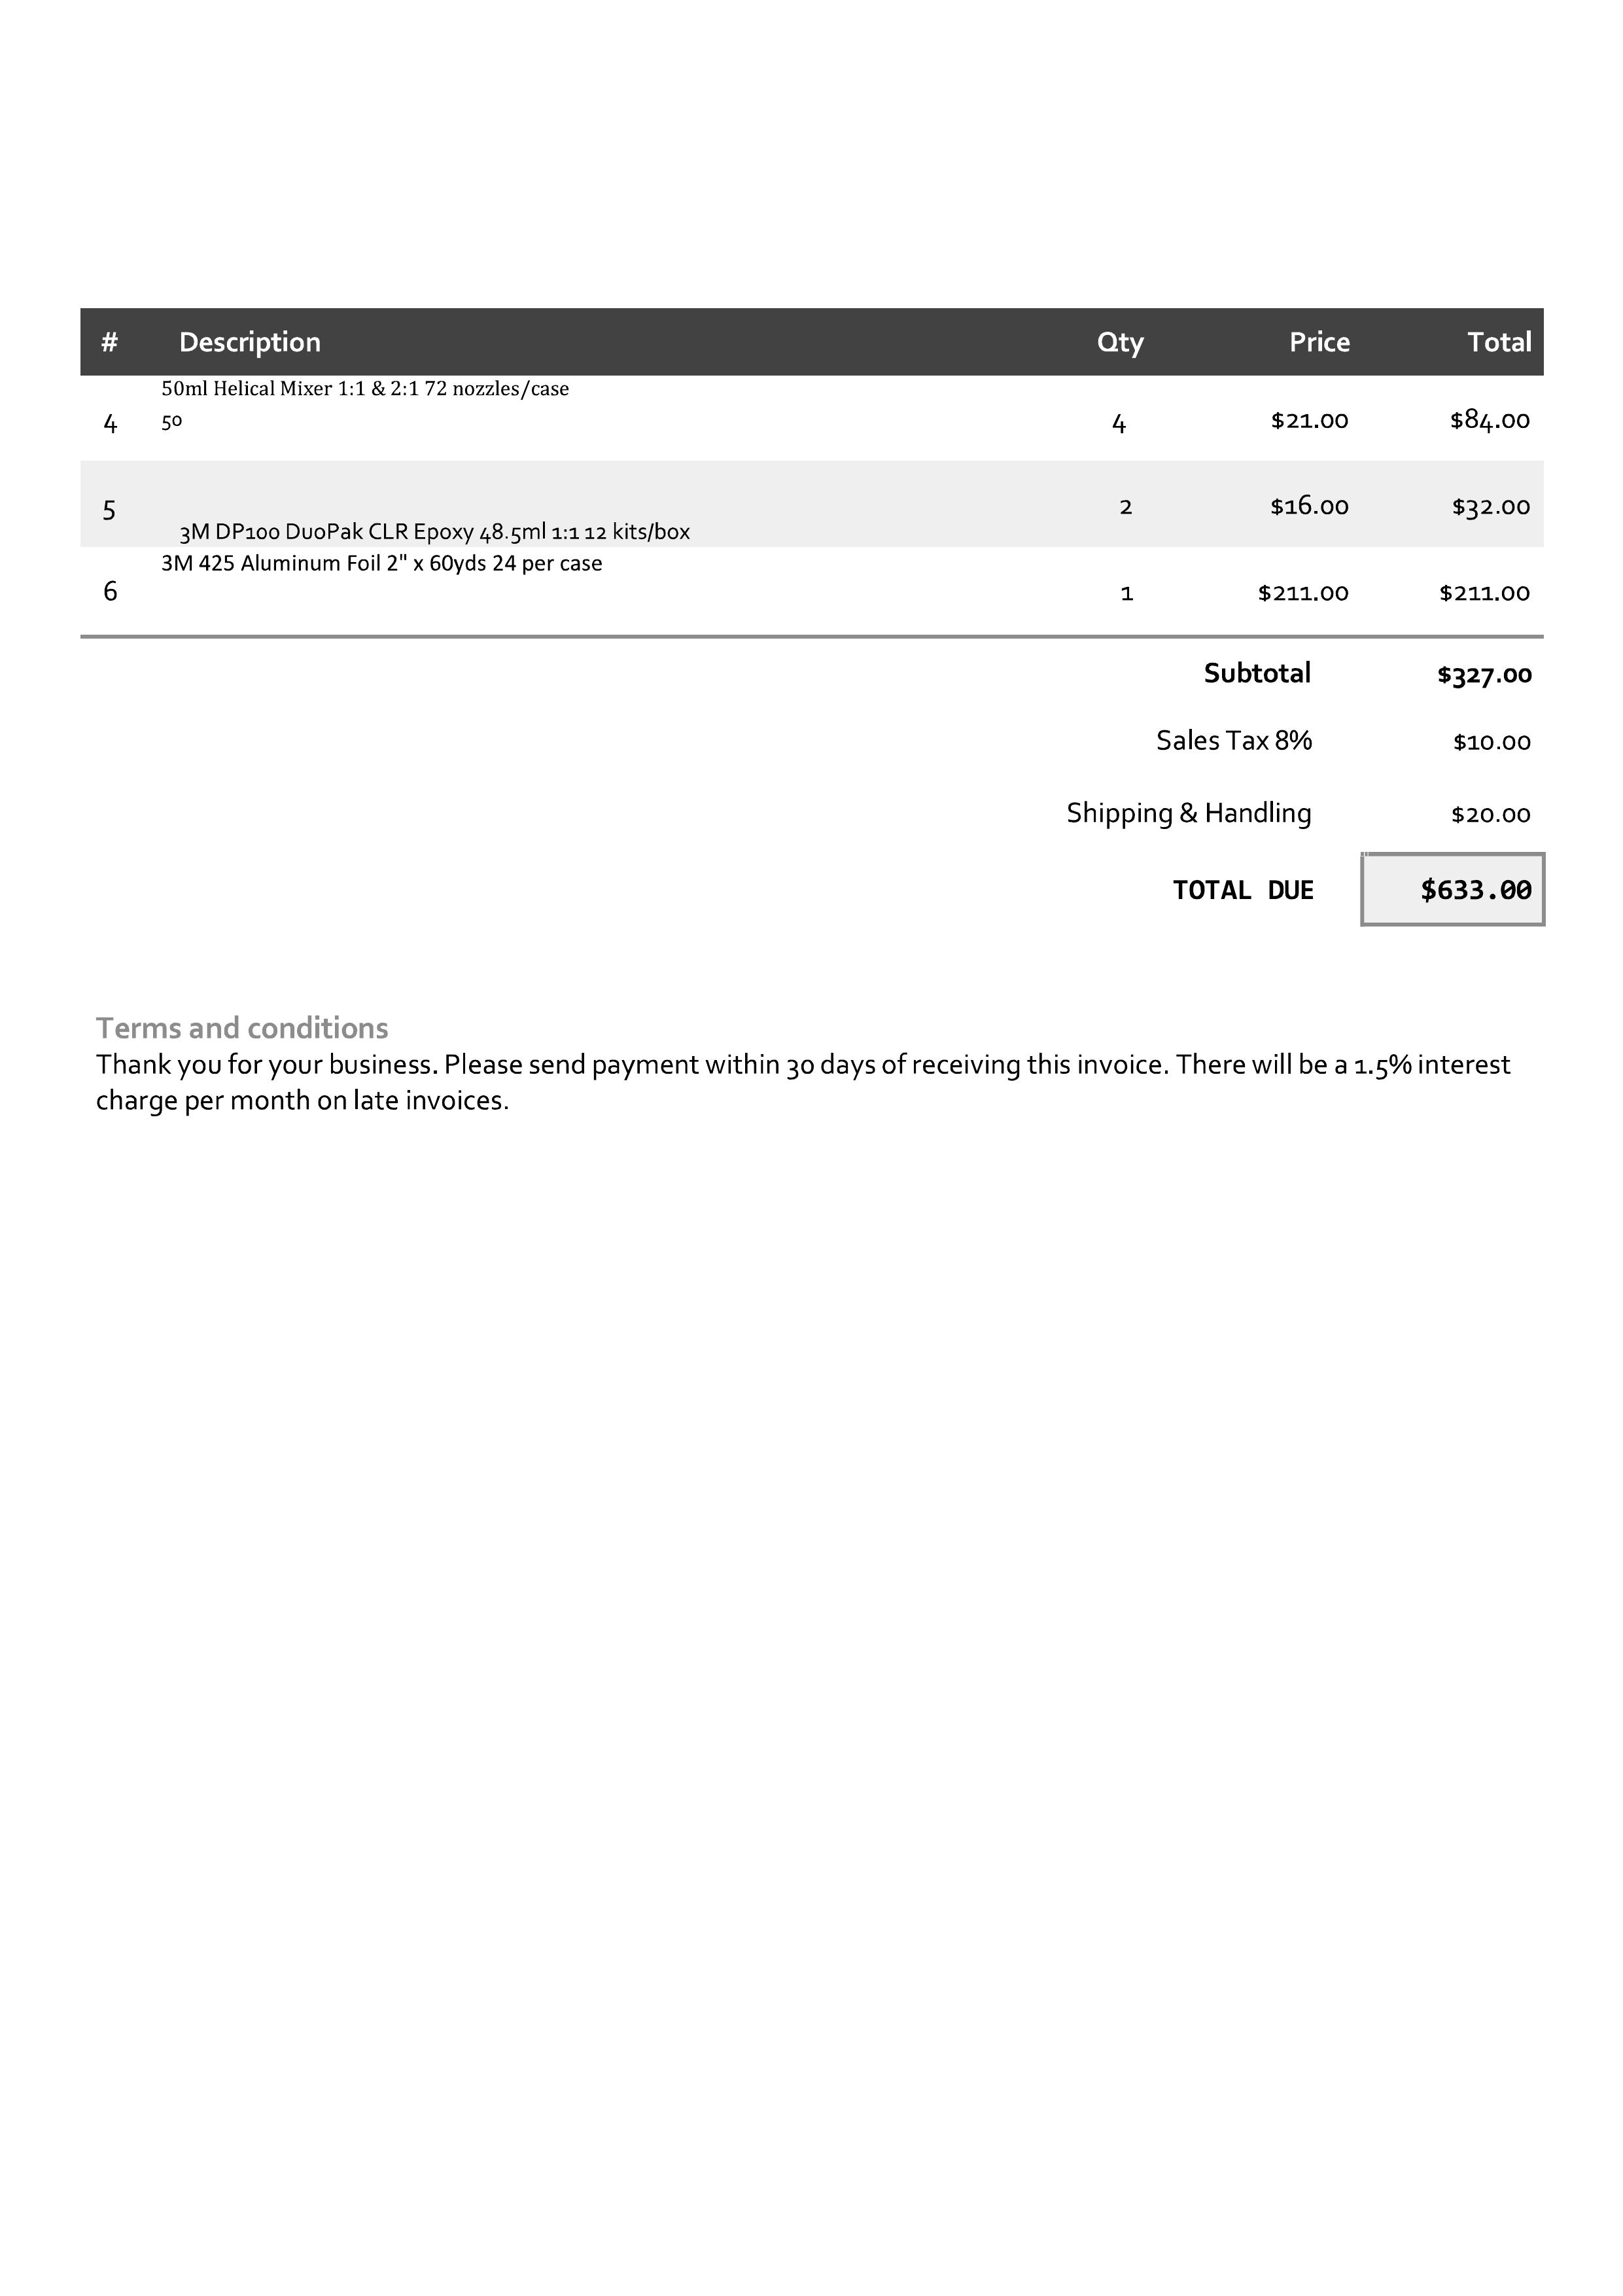 # Description Qty Price Total
50ml Helical Mixer 1:1 & 2:1 72 nozzles/case
4 50 4 $21.00 $84.00
5 2 $16.00 $32.00
3M DP100 DuoPak CLR Epoxy 48.5ml 1:1 12 kits/box
3M 425 Aluminum Foil 2" x 60yds 24 per case
6 1 $211.00 $211.00
Subtotal $327.00
Sales Tax 8% $10.00
Shipping & Handling $20.00
TOTAL DUE $633.00
Terms and conditions
Thank you for your business. Please send payment within 30 days of receiving this invoice. There will be a 1.5% interest
charge per month on late invoices.